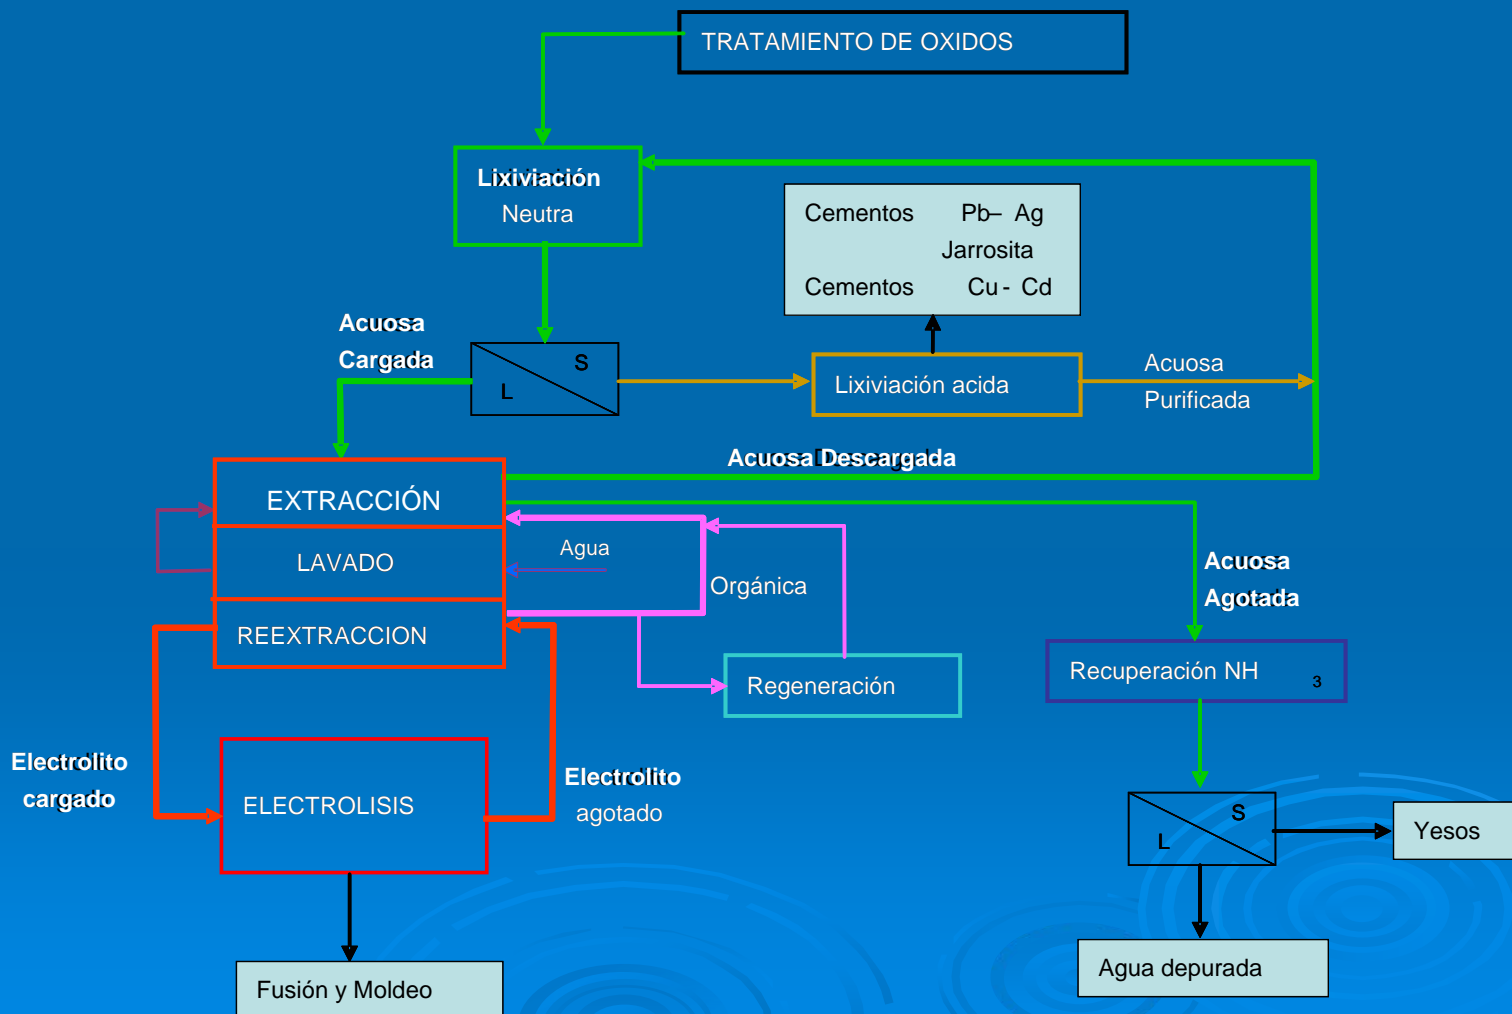 TRATAMIENTO DE OXIDOS
Lixiviación
Neutra
Cementos Pb– Ag
Jarrosita
Cementos Cu - Cd
Acuosa
Cargada
S
L
Lixiviación acida
Acuosa
Purificada
Acuosa Descargada
EXTRACCIÓN
LAVADO
Agua
Orgánica
REEXTRACCION
Acuosa
Agotada
Regeneración
Recuperación NH 3
Electrolito
cargado
ELECTROLISIS
Electrolito
agotado
S
L
Yesos
Agua depurada
Fusión y Moldeo